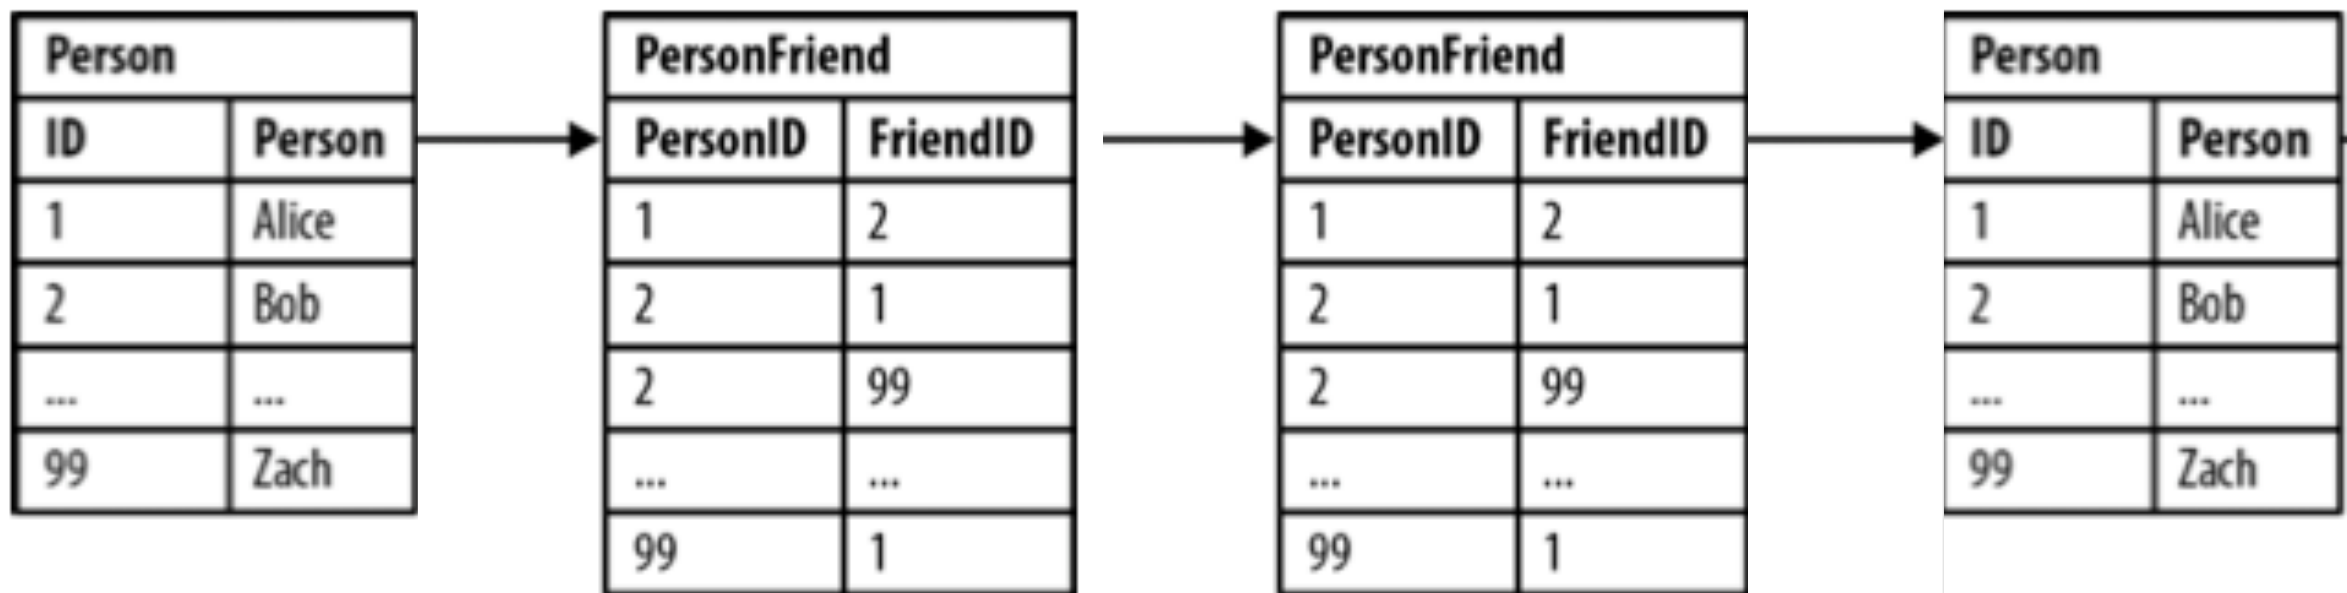 Person PersonFriend PersonFriend Person
ID Person PersonID FriendID PersonID FriendID ID Person
1 Alice 1 2 1 2 1 Alice
2 Bob 2 1 2 1 2 Bob
... ... 2 99 2 99 ... ...
99 Zach ... ... ... ... 99 Zach
99 1 99 1